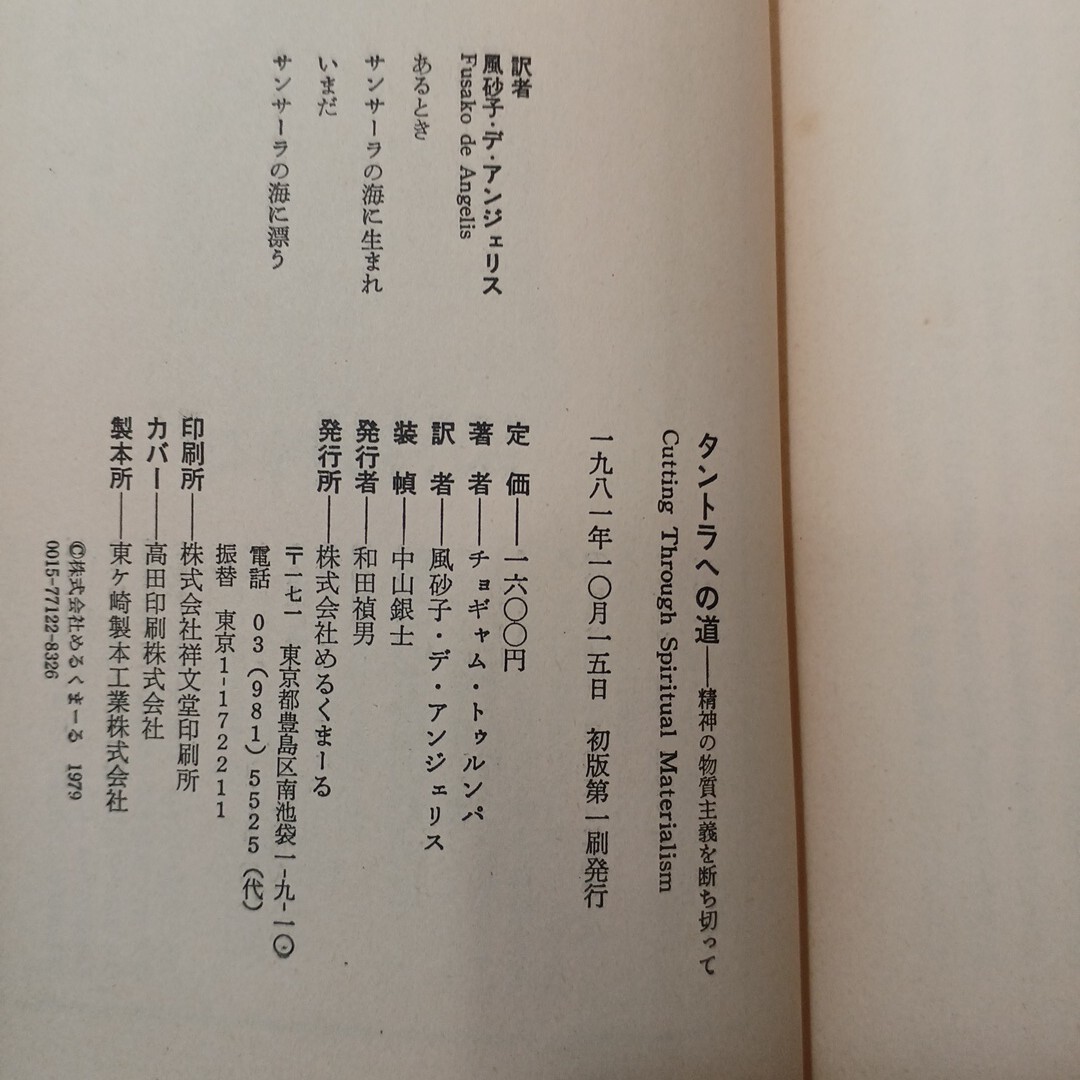 訳者
風砂子・デ・アンジェリス
Fusako de Angelis
あるとき
サンサーラの海に生まれ
いまだ
サンサーラの海に漂う
タントラへの道——精神の物質主義を断ち切って
Cutting Through Spiritual Materialism
一九八一年一〇月一五日　初版第一刷発行
定　価——一六〇〇円
著　者——チョギャム・トゥルンパ
訳　者——風砂子・デ・アンジェリス
装　幀——中山銀士
発行者——和田禎男
発行所——株式会社めるくまーる
〒一七一　東京都豊島区南池袋一-九-一〇
電話　03（981）5525（代）
振替　東京1-172211
印刷所——株式会社祥文堂印刷所
カバー——高田印刷株式会社
製本所——東ケ崎製本工業株式会社
©株式会社めるくまーる　1979
0015-77122-8326